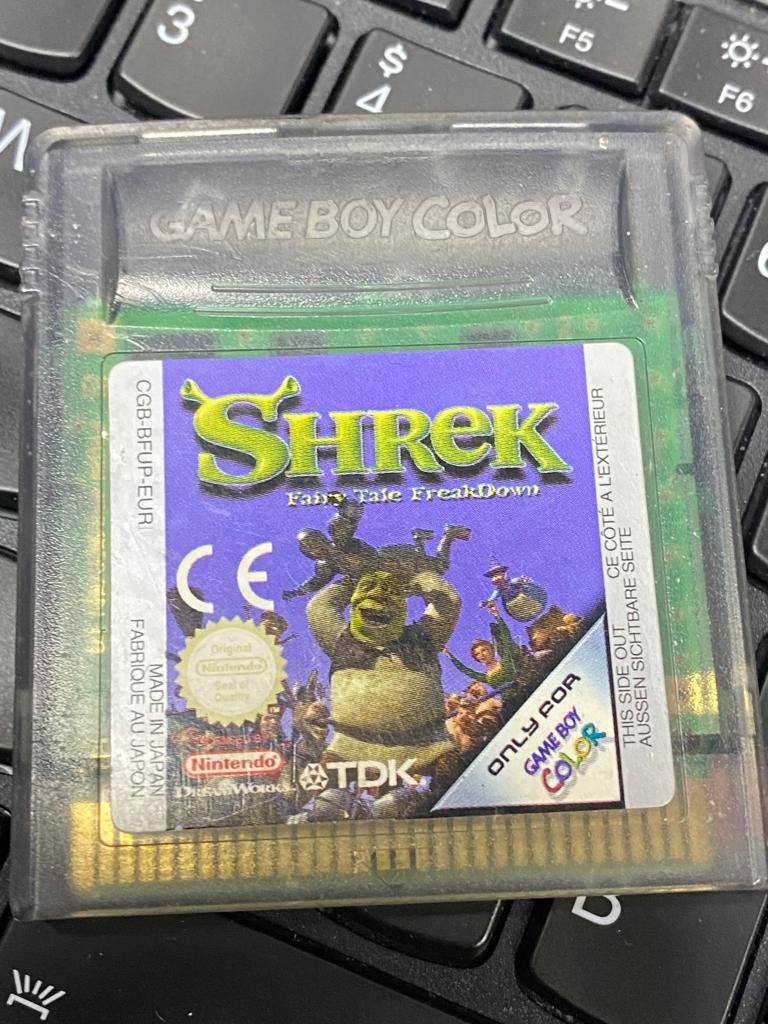 3
$
4
F5
F6
W
GAME BOY COLOR
CGB-BFUP-EUR
SHREK
Fairy Tale FreakDown
CE
Original
Nintendo
Seal of
Quality
Nintendo
DREAMWORKS
TDK
ONLY FOR
GAME BOY
COLOR
MADE IN JAPAN
FABRIQUE AU JAPON
CE CÔTÉ A L'EXTÉRIEUR
THIS SIDE OUT
AUSSEN SICHTBARE SEITE